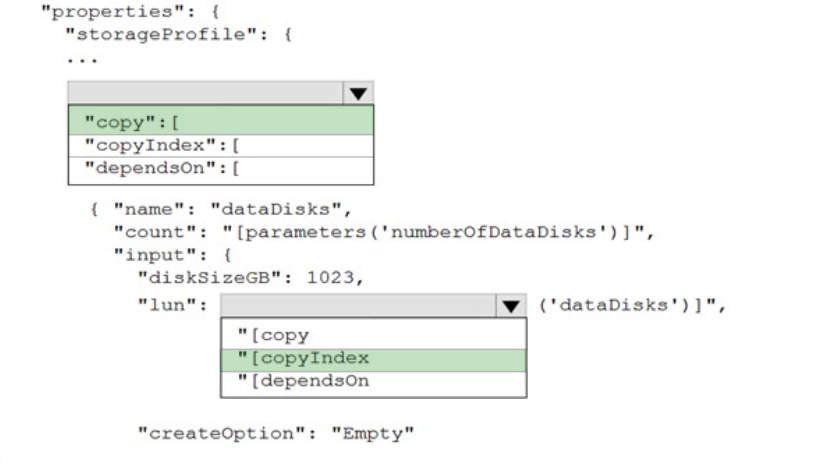 "properties": {
"storageProfile": {
...
"copy":[
"copyIndex":[
"dependsOn":[
{ "name": "dataDisks",
"count": "[parameters('numberOfDataDisks')]",
"input": {
"diskSizeGB": 1023,
"lun": ('dataDisks')]",
"[copy
"[copyIndex
"[dependsOn
"createOption": "Empty"